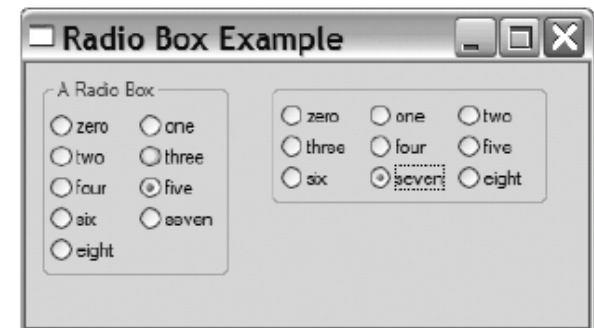 Radio Box Example
A Radio Box
zero one
two three
four five
six seven
eight
zero one two
three four five
six seven eight